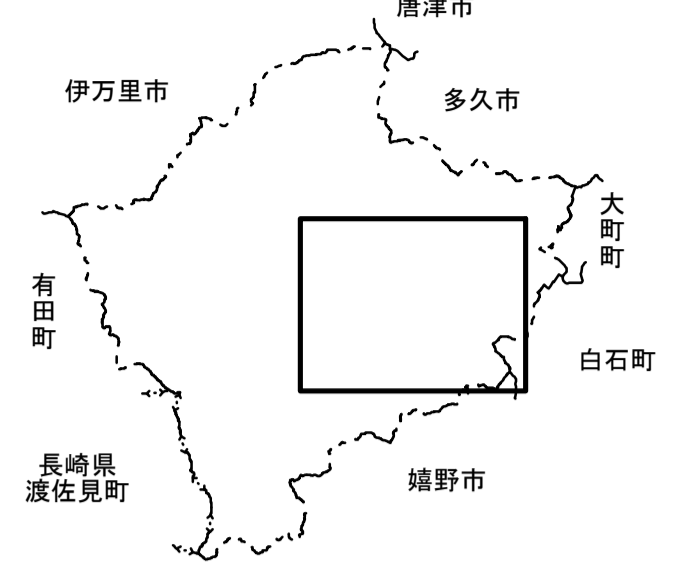 唐津市
伊万里市
多久市
大町町
有田町
白石町
長崎県
渡佐見町
嬉野市